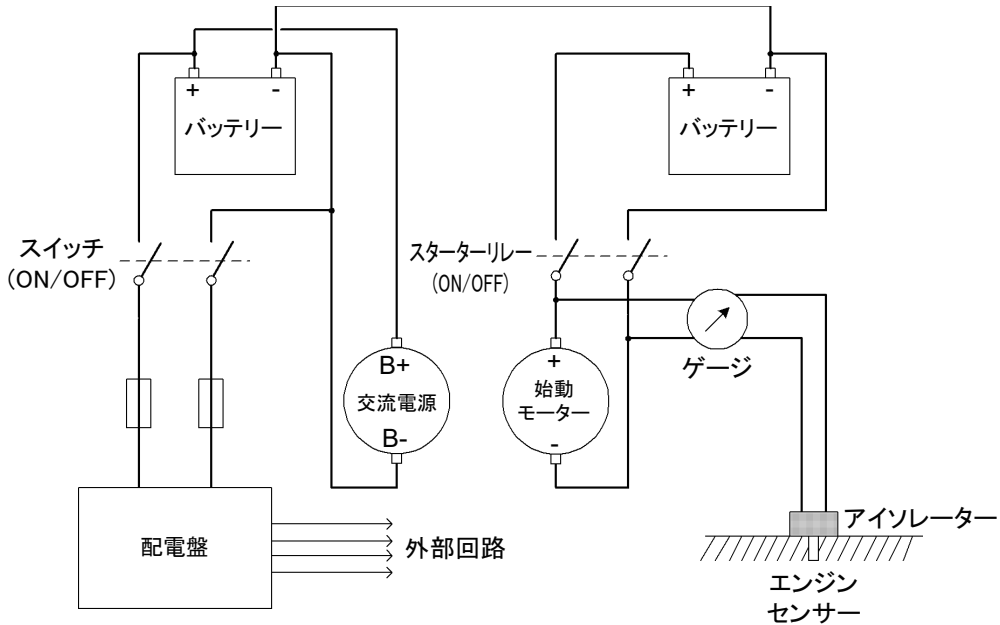 + -
バッテリー
+ -
バッテリー
スイッチ
(ON/OFF)
スターターリレー
(ON/OFF)
ゲージ
B+
交流電源
B-
+
始動
モーター
-
配電盤
外部回路
アイソレーター
エンジン
センサー